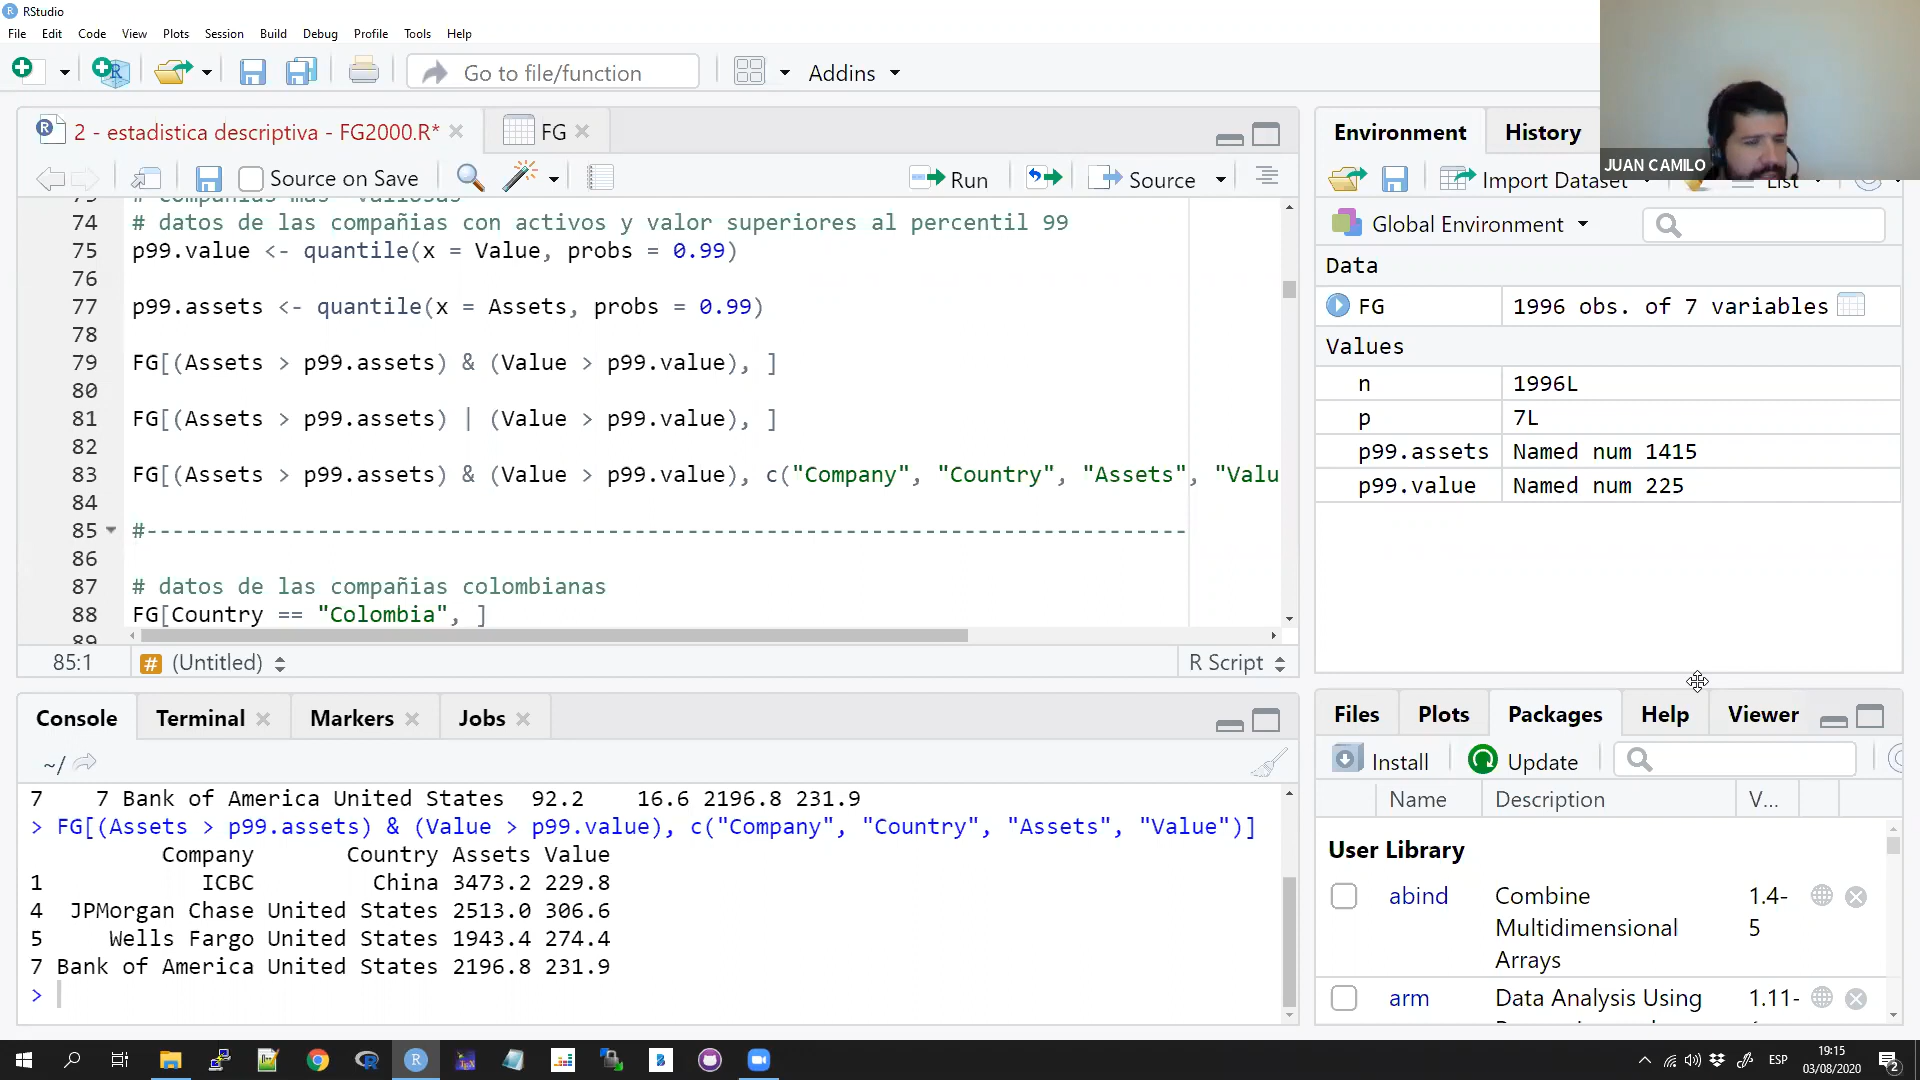 RStudio
File Edit Code View Plots Session Build Debug Profile Tools Help
Go to file/function
Addins
2 - estadistica descriptiva - FG2000.R*
FG
Source on Save
Run
Source
74 # datos de las compañias con activos y valor superiores al percentil 99
75 p99.value <- quantile(x = Value, probs = 0.99)
76
77 p99.assets <- quantile(x = Assets, probs = 0.99)
78
79 FG[(Assets > p99.assets) & (Value > p99.value), ]
80
81 FG[(Assets > p99.assets) | (Value > p99.value), ]
82
83 FG[(Assets > p99.assets) & (Value > p99.value), c("Company", "Country", "Assets", "Valu
84
85 #-------------------------------------------------------------------------------
86
87 # datos de las compañias colombianas
88 FG[Country == "Colombia", ]
89
85:1
# (Untitled)
R Script
Console Terminal Markers Jobs
~/
7 7 Bank of America United States 92.2 16.6 2196.8 231.9
> FG[(Assets > p99.assets) & (Value > p99.value), c("Company", "Country", "Assets", "Value")]
Company Country Assets Value
1 ICBC China 3473.2 229.8
4 JPMorgan Chase United States 2513.0 306.6
5 Wells Fargo United States 1943.4 274.4
7 Bank of America United States 2196.8 231.9
>
Environment History
JUAN CAMILO
Import Dataset
List
Global Environment
Data
FG 1996 obs. of 7 variables
Values
n 1996L
p 7L
p99.assets Named num 1415
p99.value Named num 225
Files Plots Packages Help Viewer
Install Update
Name Description V...
User Library
abind Combine Multidimensional Arrays 1.4-5
arm Data Analysis Using 1.11-
ESP
19:15
03/08/2020
2